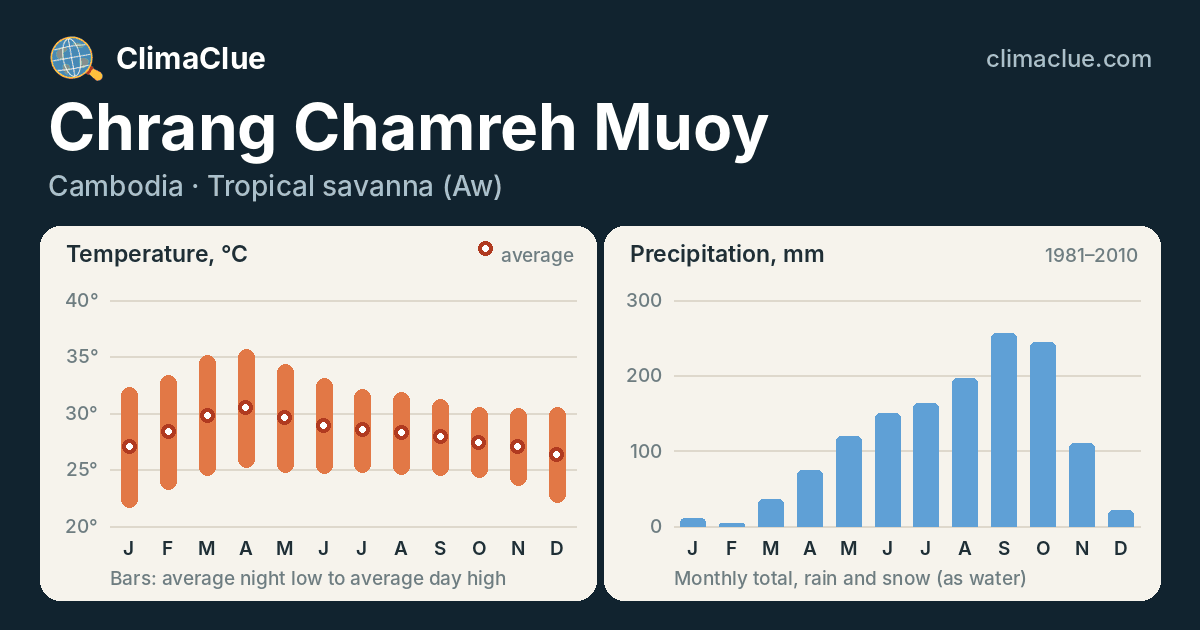 ClimaClue
climaclue.com
Chrang Chamreh Muoy
Cambodia · Tropical savanna (Aw)
Temperature, °C
average
40°
35°
30°
25°
20°
J F M A M J J A S O N D
Bars: average night low to average day high
Precipitation, mm
1981–2010
300
200
100
0
J F M A M J J A S O N D
Monthly total, rain and snow (as water)